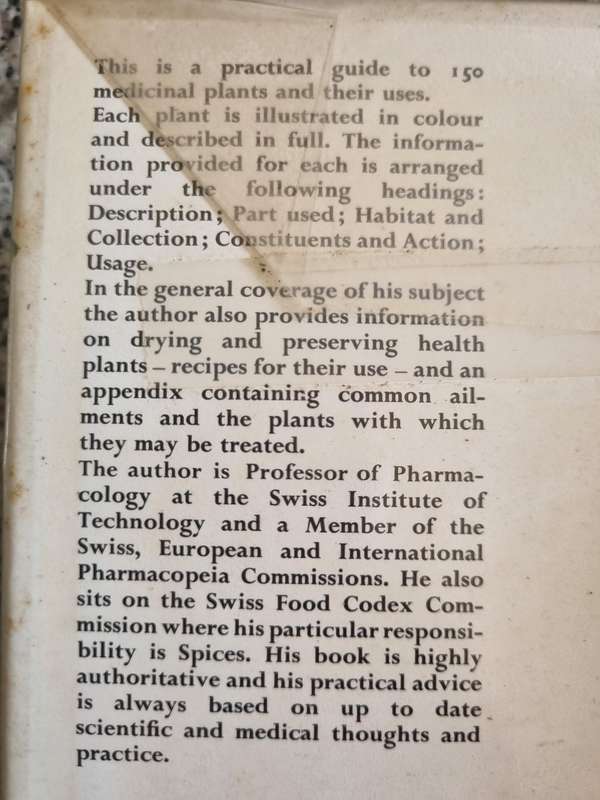 This is a practical guide to 150
medicinal plants and their uses.
Each plant is illustrated in colour
and described in full. The informa-
tion provided for each is arranged
under the following headings:
Description; Part used; Habitat and
Collection; Constituents and Action;
Usage.
In the general coverage of his subject
the author also provides information
on drying and preserving health
plants – recipes for their use – and an
appendix containing common ail-
ments and the plants with which
they may be treated.
The author is Professor of Pharma-
cology at the Swiss Institute of
Technology and a Member of the
Swiss, European and International
Pharmacopeia Commissions. He also
sits on the Swiss Food Codex Com-
mission where his particular responsi-
bility is Spices. His book is highly
authoritative and his practical advice
is always based on up to date
scientific and medical thoughts and
practice.